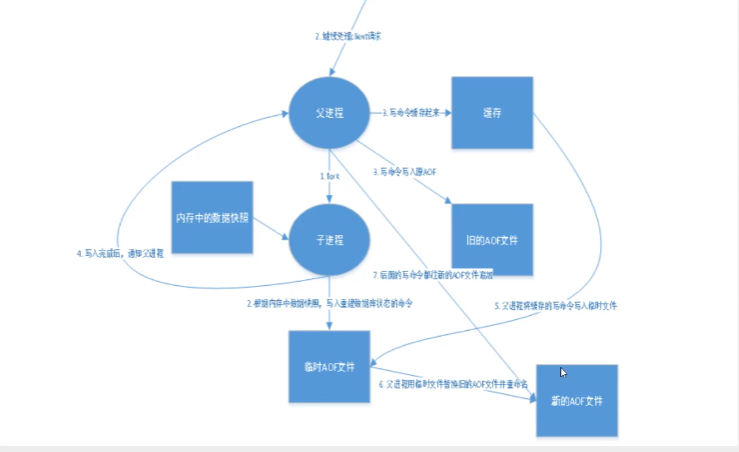 2. 继续处理client请求
父进程
3. 写命令缓存起来
缓存
1.fork
3. 写命令写入原AOF
内存中的数据快照
子进程
旧的AOF文件
4. 写入完成后，通知父进程
7. 后面的写命令都往新的AOF文件追加
2. 根据内存中数据快照，写入重建数据库状态的命令
5. 父进程将缓存的写命令写入临时文件
临时AOF文件
6. 父进程用临时文件替换旧的AOF文件并重命名
新的AOF文件